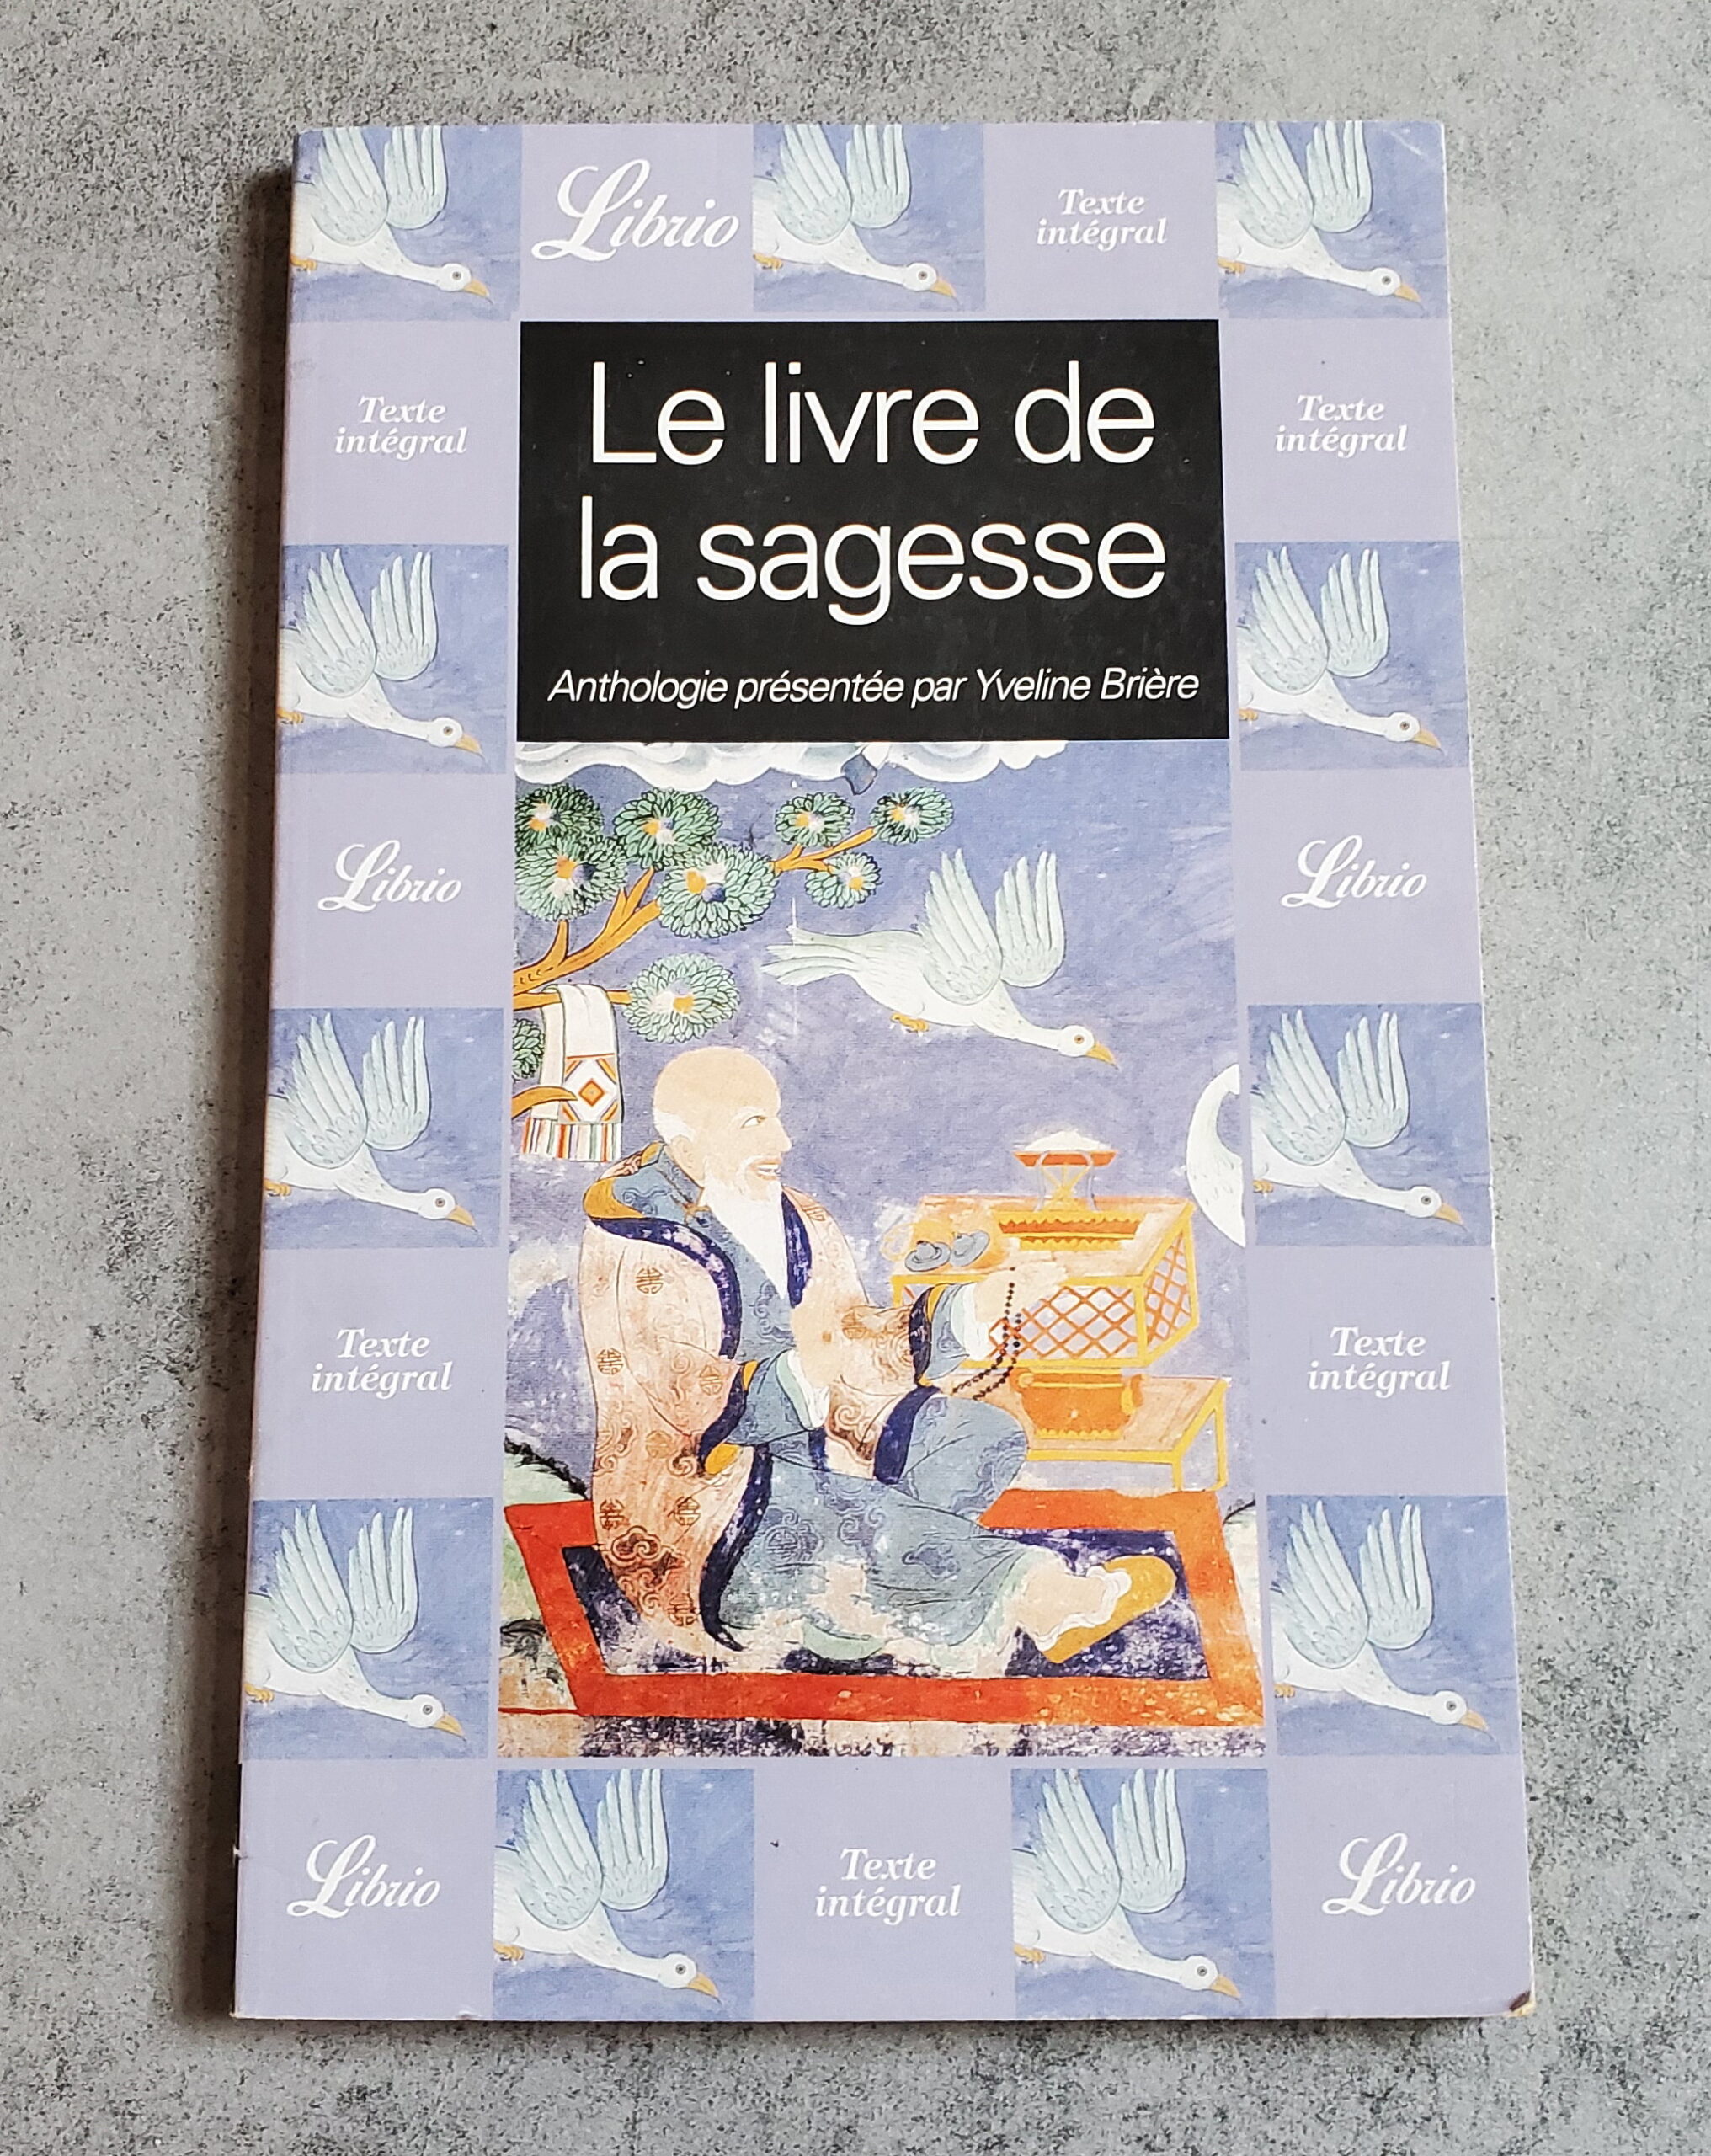 Librio
Texte
intégral
Le livre de
la sagesse
Anthologie présentée par Yveline Brière
Texte
intégral
Texte
intégral
Librio
Librio
Texte
intégral
Texte
intégral
Librio
Texte
intégral
Librio